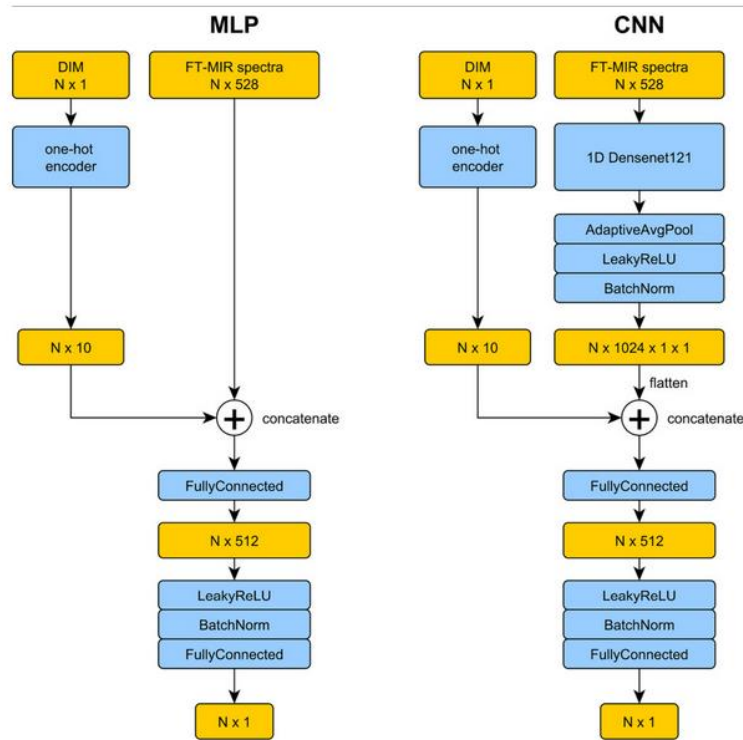 MLP
DIM
N x 1
FT-MIR spectra
N x 528
one-hot
encoder
N x 10
concatenate
FullyConnected
N x 512
LeakyReLU
BatchNorm
FullyConnected
N x 1
CNN
DIM
N x 1
FT-MIR spectra
N x 528
one-hot
encoder
1D Densenet121
AdaptiveAvgPool
LeakyReLU
BatchNorm
N x 10
N x 1024 x 1 x 1
flatten
concatenate
FullyConnected
N x 512
LeakyReLU
BatchNorm
FullyConnected
N x 1